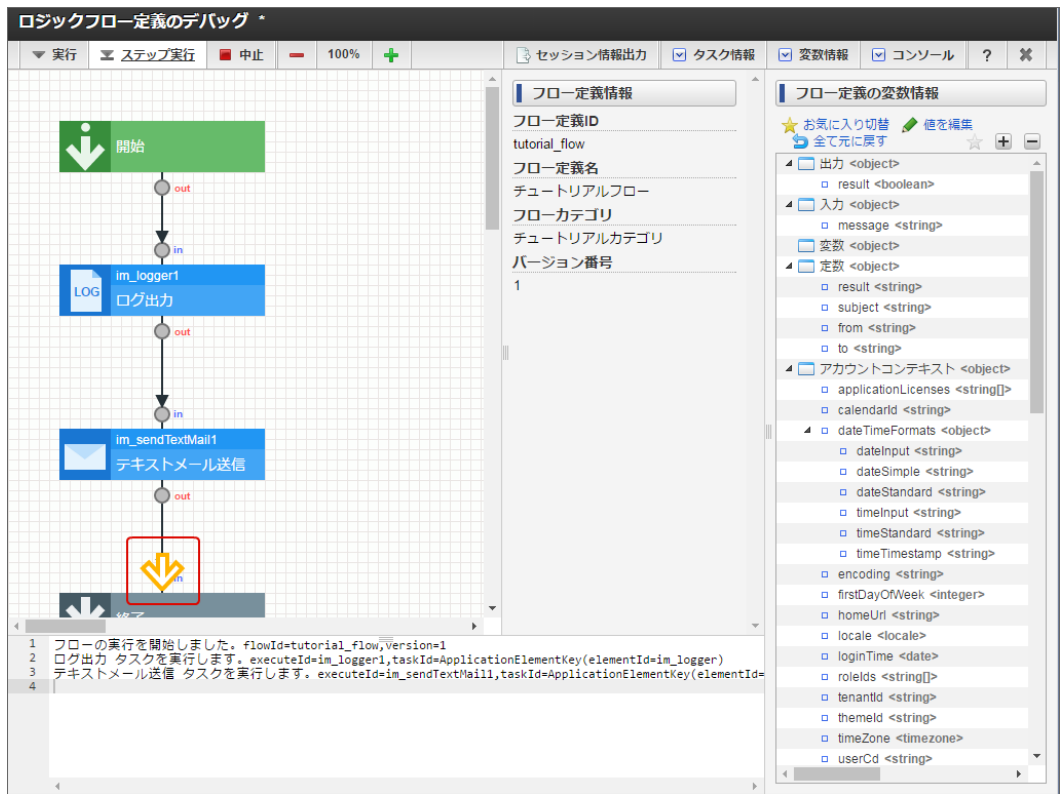 ロジックフロー定義のデバッグ *
実行 ステップ実行 中止 100% セッション情報出力 タスク情報 変数情報 コンソール ?
開始
out
in
im_logger1
LOG
ログ出力
out
in
im_sendTextMail1
テキストメール送信
out
in
終了
フロー定義情報
フロー定義ID
tutorial_flow
フロー定義名
チュートリアルフロー
フローカテゴリ
チュートリアルカテゴリ
バージョン番号
1
フロー定義の変数情報
お気に入り切替 値を編集
全て元に戻す
出力 <object>
result <boolean>
入力 <object>
message <string>
変数 <object>
定数 <object>
result <string>
subject <string>
from <string>
to <string>
アカウントコンテキスト <object>
applicationLicenses <string[]>
calendarId <string>
dateTimeFormats <object>
dateInput <string>
dateSimple <string>
dateStandard <string>
timeInput <string>
timeStandard <string>
timeTimestamp <string>
encoding <string>
firstDayOfWeek <integer>
homeUrl <string>
locale <locale>
loginTime <date>
roleIds <string[]>
tenantId <string>
themeId <string>
timeZone <timezone>
userCd <string>
1 フローの実行を開始しました。flowId=tutorial_flow,version=1
2 ログ出力 タスクを実行します。executeId=im_logger1,taskId=ApplicationElementKey(elementId=im_logger)
3 テキストメール送信 タスクを実行します。executeId=im_sendTextMail1,taskId=ApplicationElementKey(elementId=
4